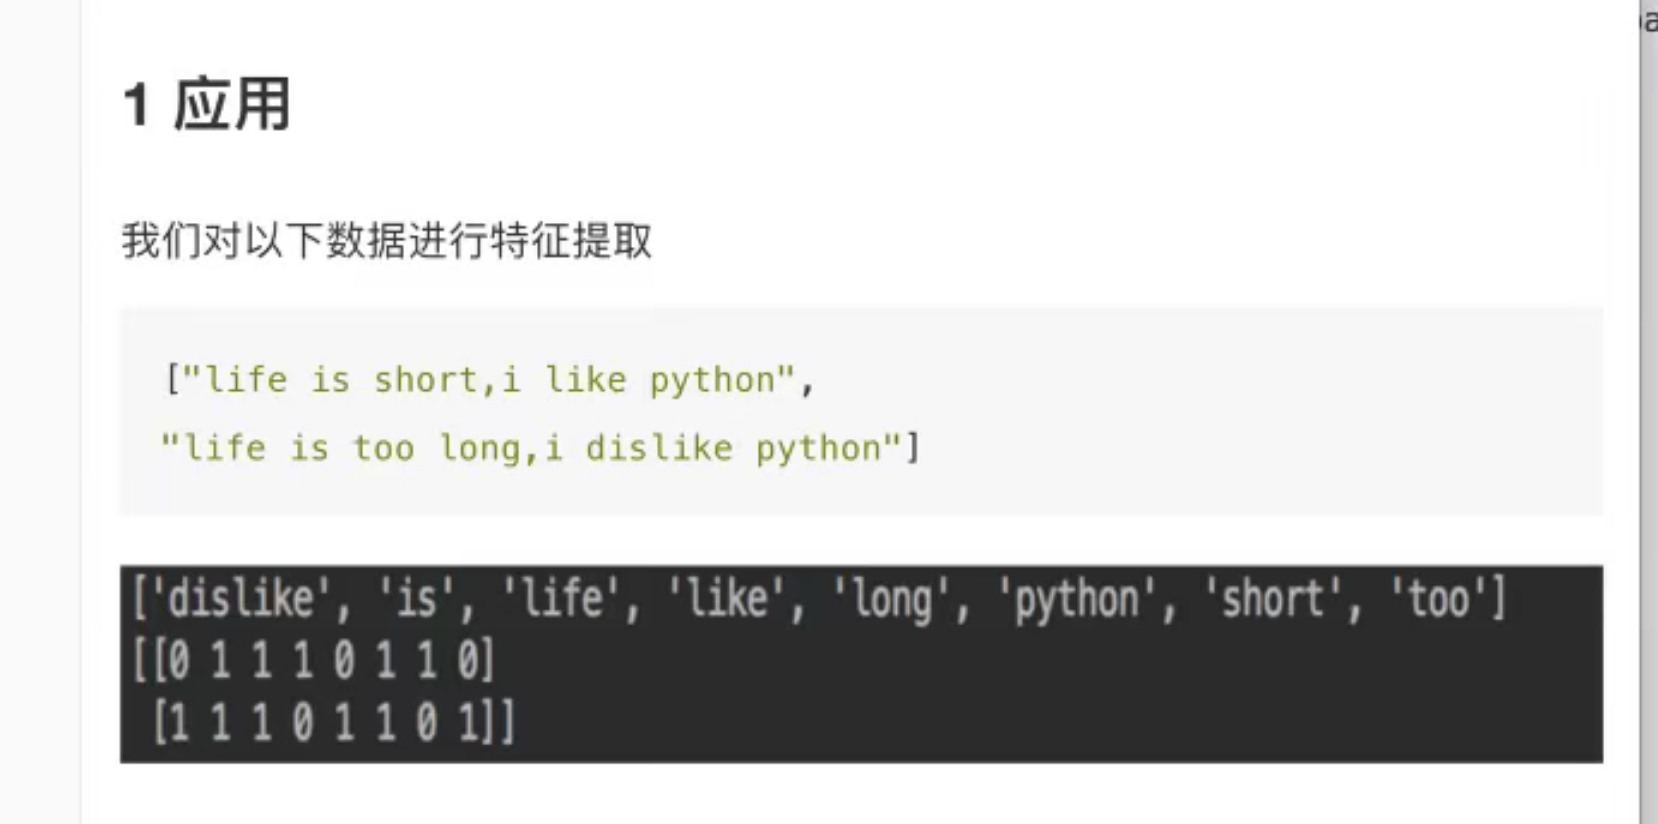 1 应用
我们对以下数据进行特征提取
["life is short,i like python",
"life is too long,i dislike python"]
['dislike', 'is', 'life', 'like', 'long', 'python', 'short', 'too']
[[0 1 1 1 0 1 1 0]
[1 1 1 0 1 1 0 1]]